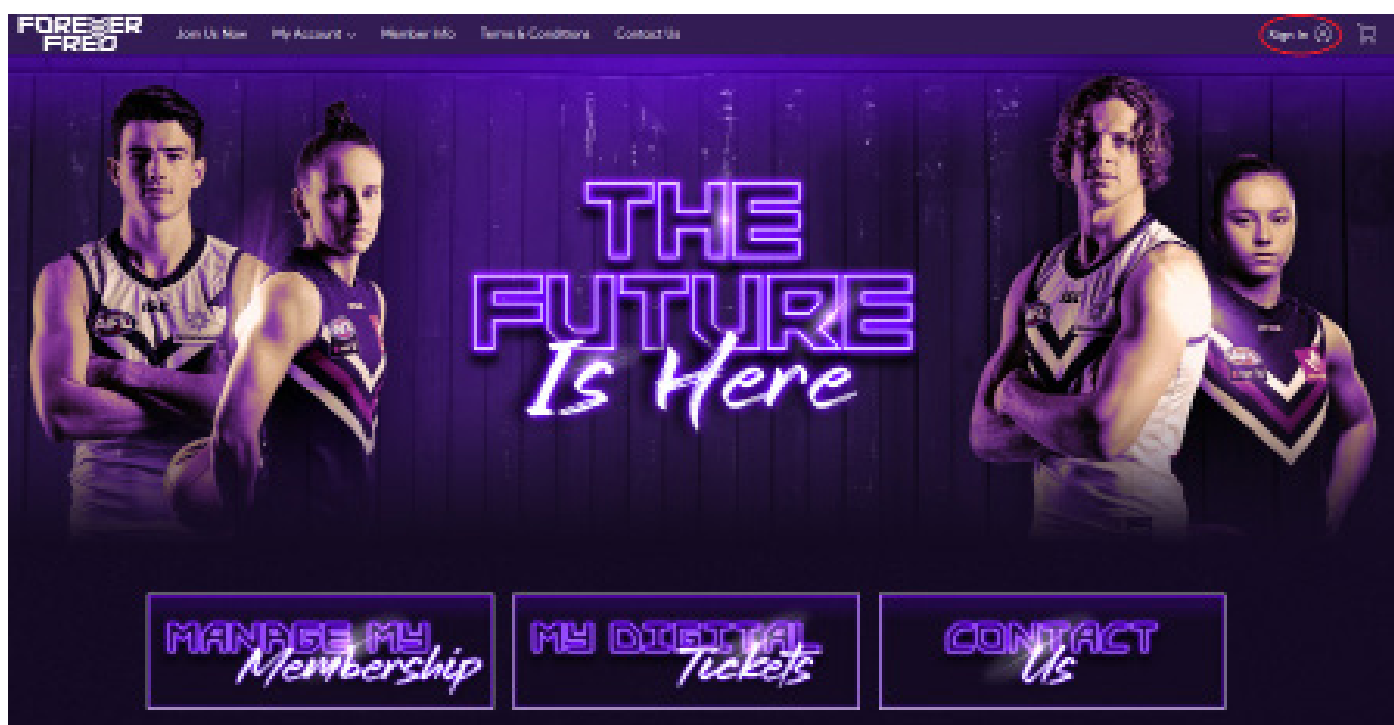 FOREVER
FREO
Join Us Now My Account Member Info Terms & Conditions Contact Us Sign In
THE
FUTURE
Is Here
MANAGE MY
Membership
MY DIGITAL
Tickets
CONTACT
Us